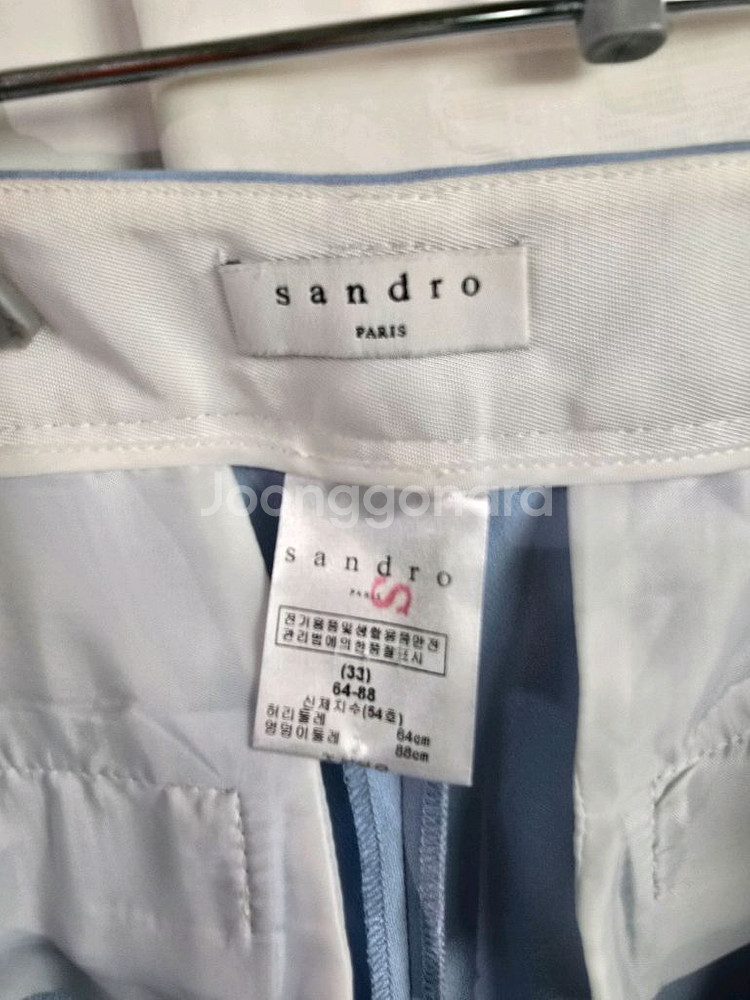 sandro
PARIS
Joonggonara
sandro
PARIS
S
전기용품및생활용품안전
관리법에의한품질표시
(33)
64-88
신체치수(64호)
허리둘레 64cm
엉덩이둘레 88cm